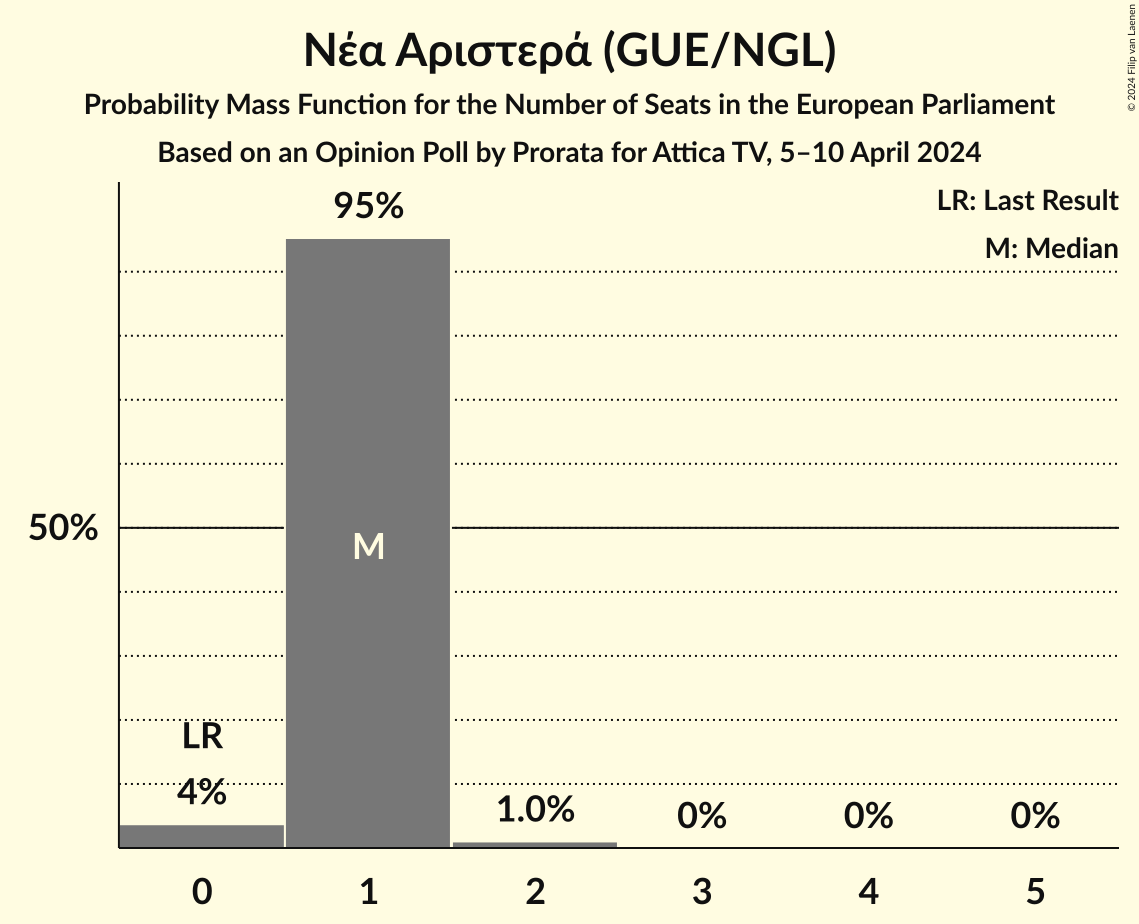 Νέα Αριστερά (GUE/NGL)
Probability Mass Function for the Number of Seats in the European Parliament
Based on an Opinion Poll by Prorata for Attica TV, 5–10 April 2024
© 2024 Filip van Laenen
LR: Last Result
M: Median
95%
50%
M
LR
4%
1.0%
0%
0%
0%
0
1
2
3
4
5